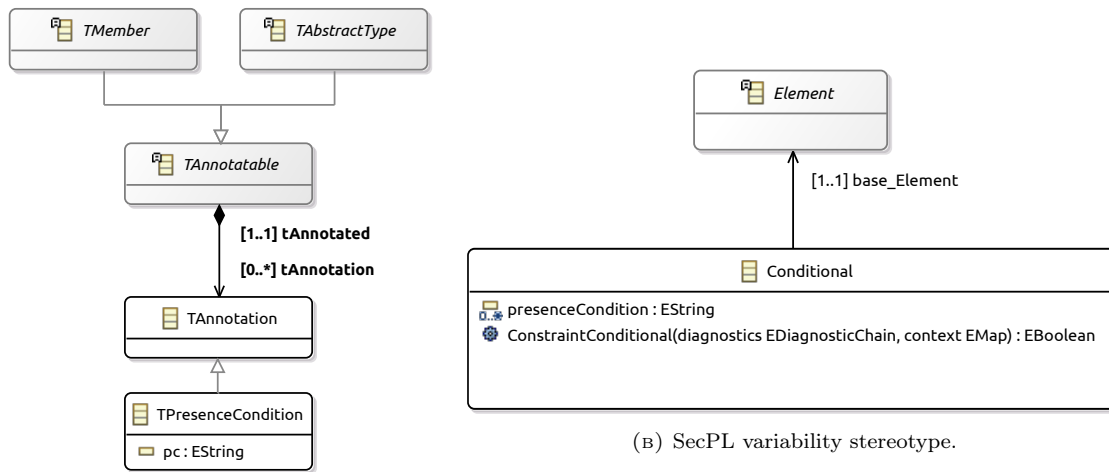 TMember
TAbstractType
TAnnotatable
[1..1] tAnnotated
[0..*] tAnnotation
TAnnotation
TPresenceCondition
pc : EString
Element
[1..1] base_Element
Conditional
0..*
presenceCondition : EString
ConstraintConditional(diagnostics EDiagnosticChain, context EMap) : EBoolean
(B) SecPL variability stereotype.